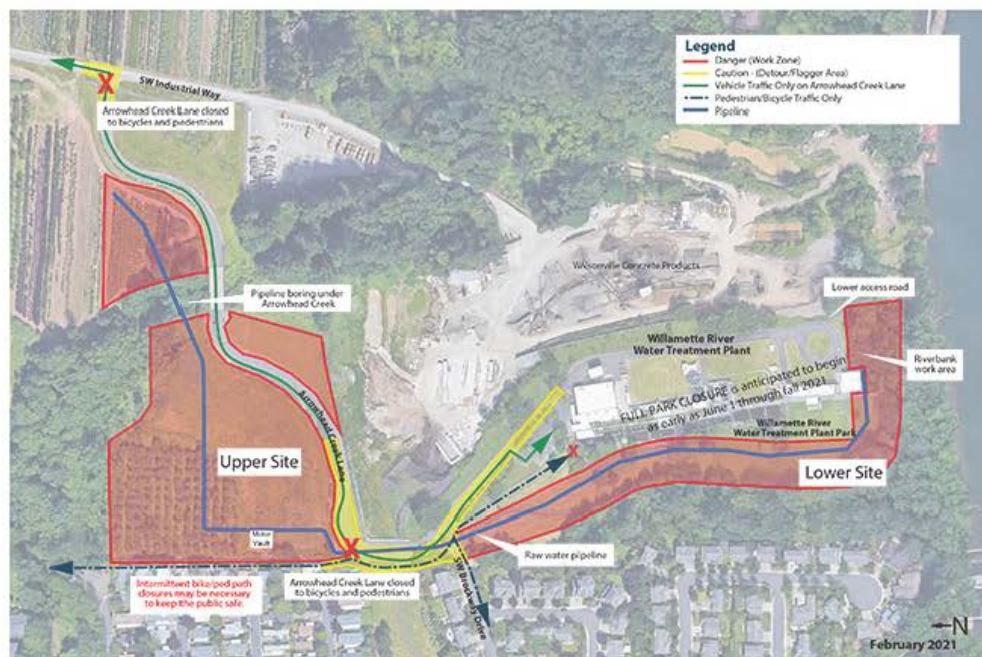 Legend
Danger (Work Zone)
Caution - (Detour/Flagger Area)
Vehicle Traffic Only on Arrowhead Creek Lane
Pedestrian/Bicycle Traffic Only
Pipeline
SW Industrial Way
X
Arrowhead Creek Lane closed
to bicycles and pedestrians
Pipeline boring under
Arrowhead Creek
Wilsonville Concrete Products
Lower access road
Willamette River
Water Treatment Plant
Riverbank
work area
FULL PARK CLOSURE is anticipated to begin
as early as June 1 through fall 2021
Arrowhead Creek Lane
Willamette River
Water Treatment Plant Park
Upper Site
X
Lower Site
Meter
Vault
X
Raw water pipeline
SW Brockway Drive
Intermittent bike/ped path
closures may be necessary
to keep the public safe.
Arrowhead Creek Lane closed
to bicycles and pedestrians
N
February 2021